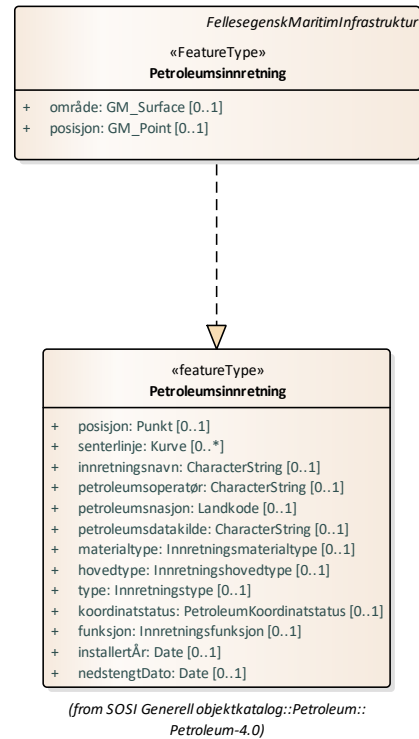 FellesegenskMaritimInfrastruktur
«FeatureType»
Petroleumsinnretning
+ område: GM_Surface [0..1]
+ posisjon: GM_Point [0..1]
«featureType»
Petroleumsinnretning
+ posisjon: Punkt [0..1]
+ senterlinje: Kurve [0..*]
+ innretningsnavn: CharacterString [0..1]
+ petroleumsoperatør: CharacterString [0..1]
+ petroleumsnasjon: Landkode [0..1]
+ petroleumsdatakilde: CharacterString [0..1]
+ materialtype: Innretningsmaterialtype [0..1]
+ hovedtype: Innretningshovedtype [0..1]
+ type: Innretningstype [0..1]
+ koordinatstatus: PetroleumKoordinatstatus [0..1]
+ funksjon: Innretningsfunksjon [0..1]
+ installertÅr: Date [0..1]
+ nedstengtDato: Date [0..1]
(from SOSI Generell objektkatalog::Petroleum::
Petroleum-4.0)